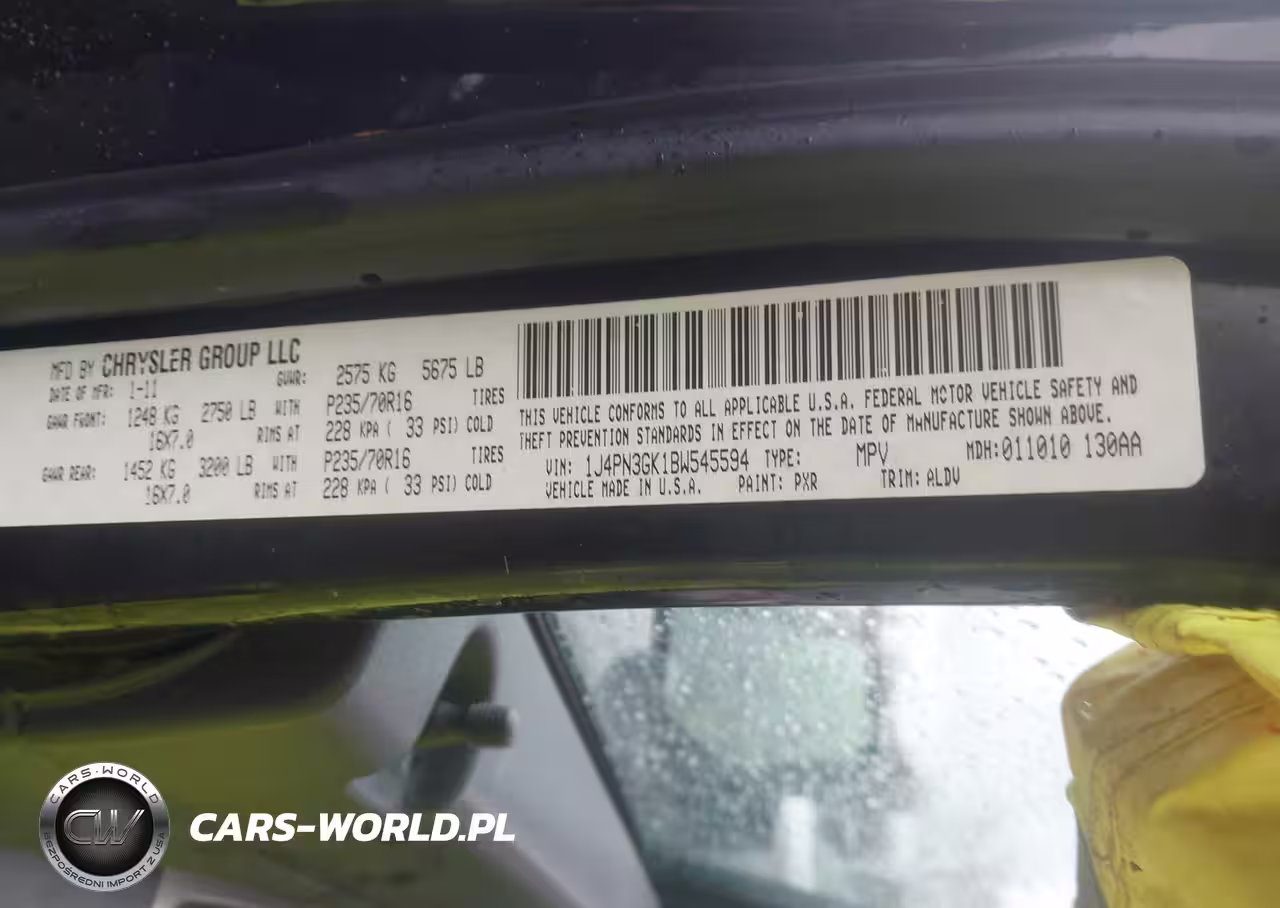 MFD BY CHRYSLER GROUP LLC
DATE OF MFR: 1-11 GVWR: 2575 KG 5675 LB
GAWR FRONT: 1248 KG 2750 LB WITH P235/70R16 TIRES
16X7.0 RIMS AT 228 KPA ( 33 PSI) COLD
GAWR REAR: 1452 KG 3200 LB WITH P235/70R16 TIRES
16X7.0 RIMS AT 228 KPA ( 33 PSI) COLD
THIS VEHICLE CONFORMS TO ALL APPLICABLE U.S.A. FEDERAL MOTOR VEHICLE SAFETY AND
THEFT PREVENTION STANDARDS IN EFFECT ON THE DATE OF MANUFACTURE SHOWN ABOVE.
VIN: 1J4PN3GK1BW545594 TYPE: MPV MDH:011010 130AA
VEHICLE MADE IN U.S.A. PAINT: PXR TRIM: ALDV
CARS-WORLD
CW
BEZPOŚREDNI IMPORT Z USA
CARS-WORLD.PL